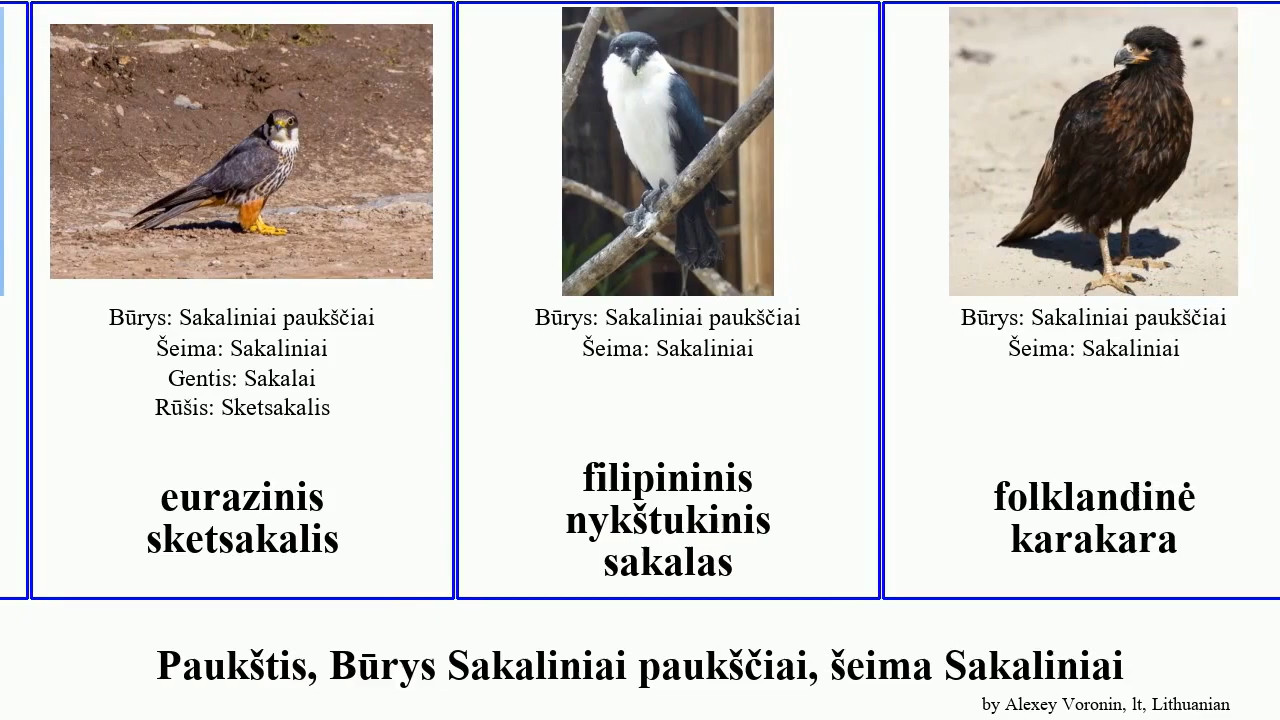 Būrys: Sakaliniai paukščiai
Šeima: Sakaliniai
Gentis: Sakalai
Rūšis: Sketsakalis
eurazinis
sketsakalis
Būrys: Sakaliniai paukščiai
Šeima: Sakaliniai
filipininis
nykštukinis
sakalas
Būrys: Sakaliniai paukščiai
Šeima: Sakaliniai
folklandinė
karakara
Paukštis, Būrys Sakaliniai paukščiai, šeima Sakaliniai
by Alexey Voronin, lt, Lithuanian